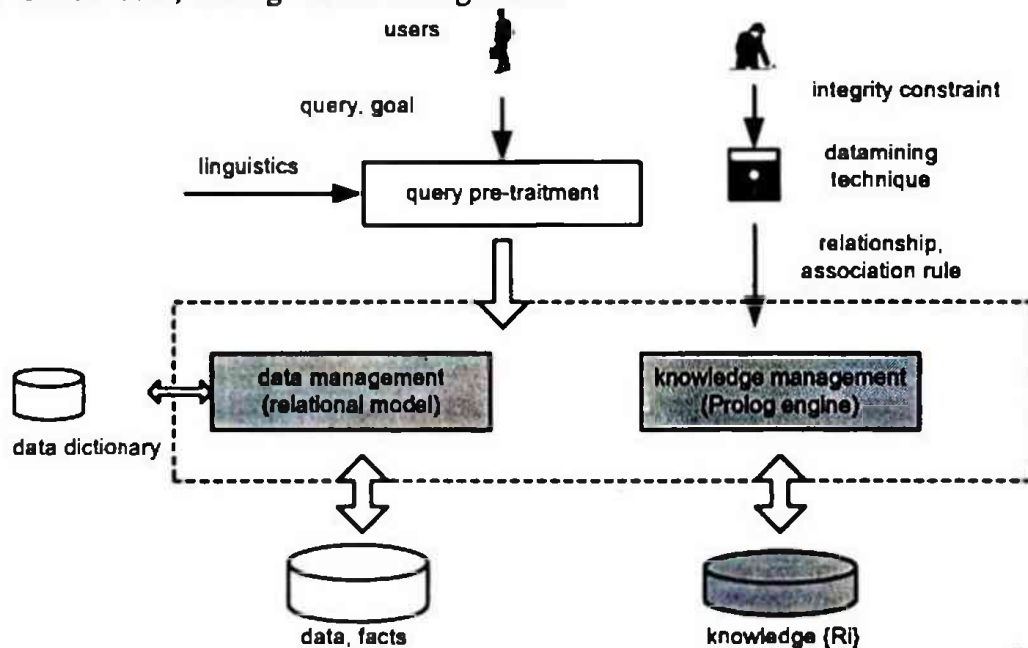 users
query, goal
linguistics
query pre-traitment
integrity constraint
datamining
technique
relationship,
association rule
data management
(relational model)
knowledge management
(Prolog engine)
data dictionary
data, facts
knowledge {Ri}